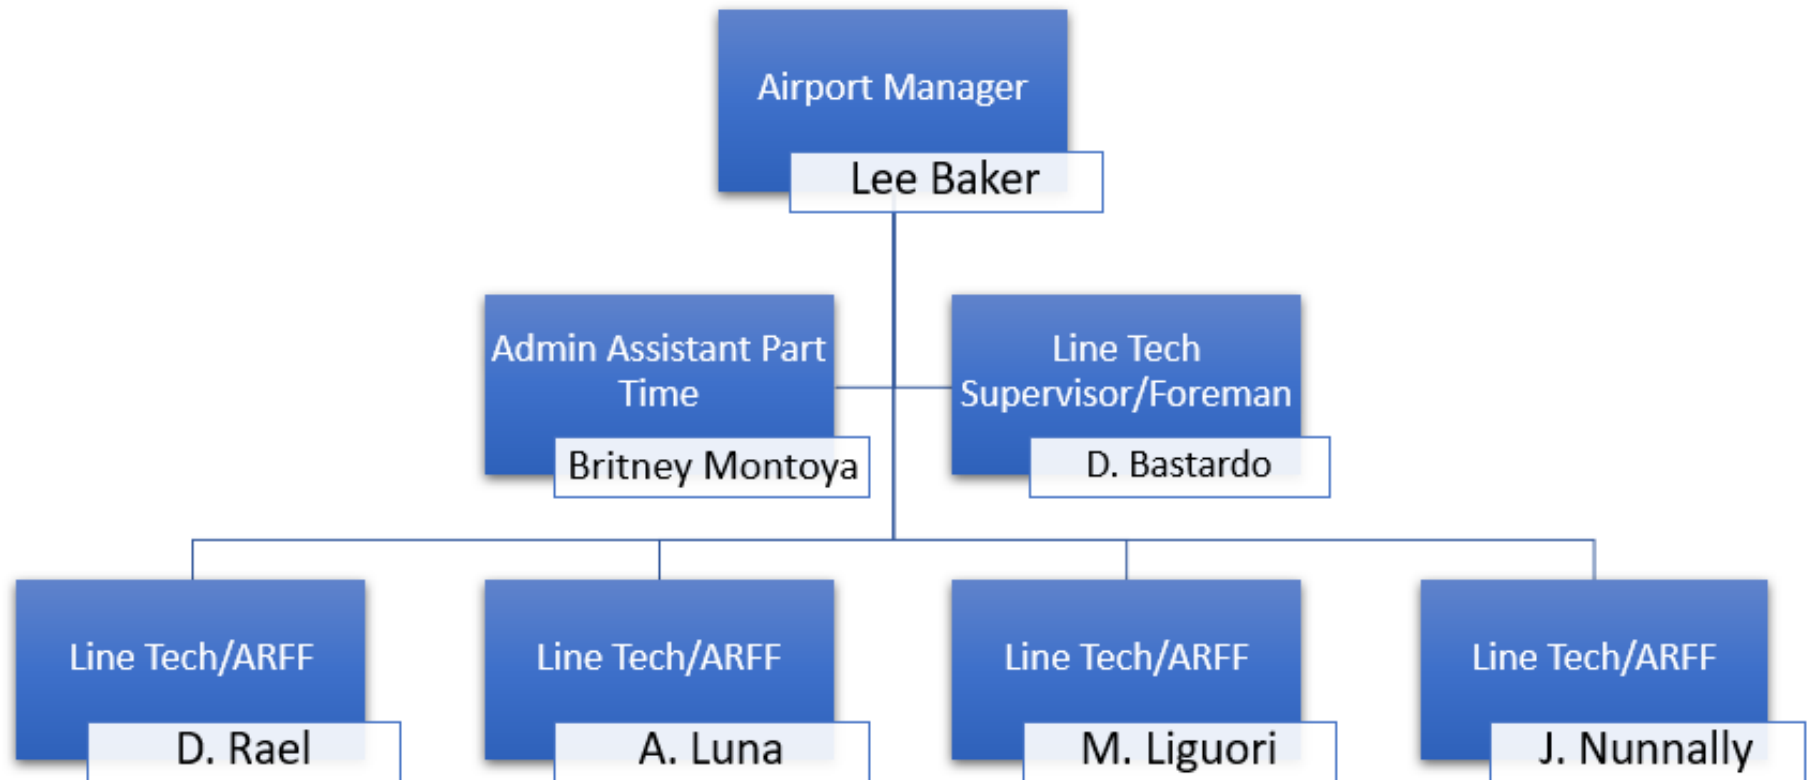 Airport Manager
Lee Baker
Admin Assistant Part
Time
Britney Montoya
Line Tech
Supervisor/Foreman
D. Bastardo
Line Tech/ARFF
D. Rael
Line Tech/ARFF
A. Luna
Line Tech/ARFF
M. Liguori
Line Tech/ARFF
J. Nunnally